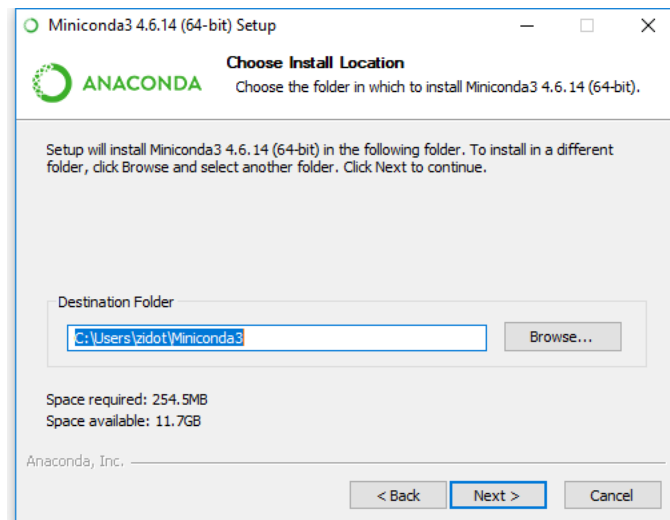 Miniconda3 4.6.14 (64-bit) Setup
Choose Install Location
ANACONDA
Choose the folder in which to install Miniconda3 4.6.14 (64-bit).
Setup will install Miniconda3 4.6.14 (64-bit) in the following folder. To install in a different
folder, click Browse and select another folder. Click Next to continue.
Destination Folder
C:\Users\zidot\Miniconda3
Browse...
Space required: 254.5MB
Space available: 11.7GB
Anaconda, Inc.
< Back
Next >
Cancel